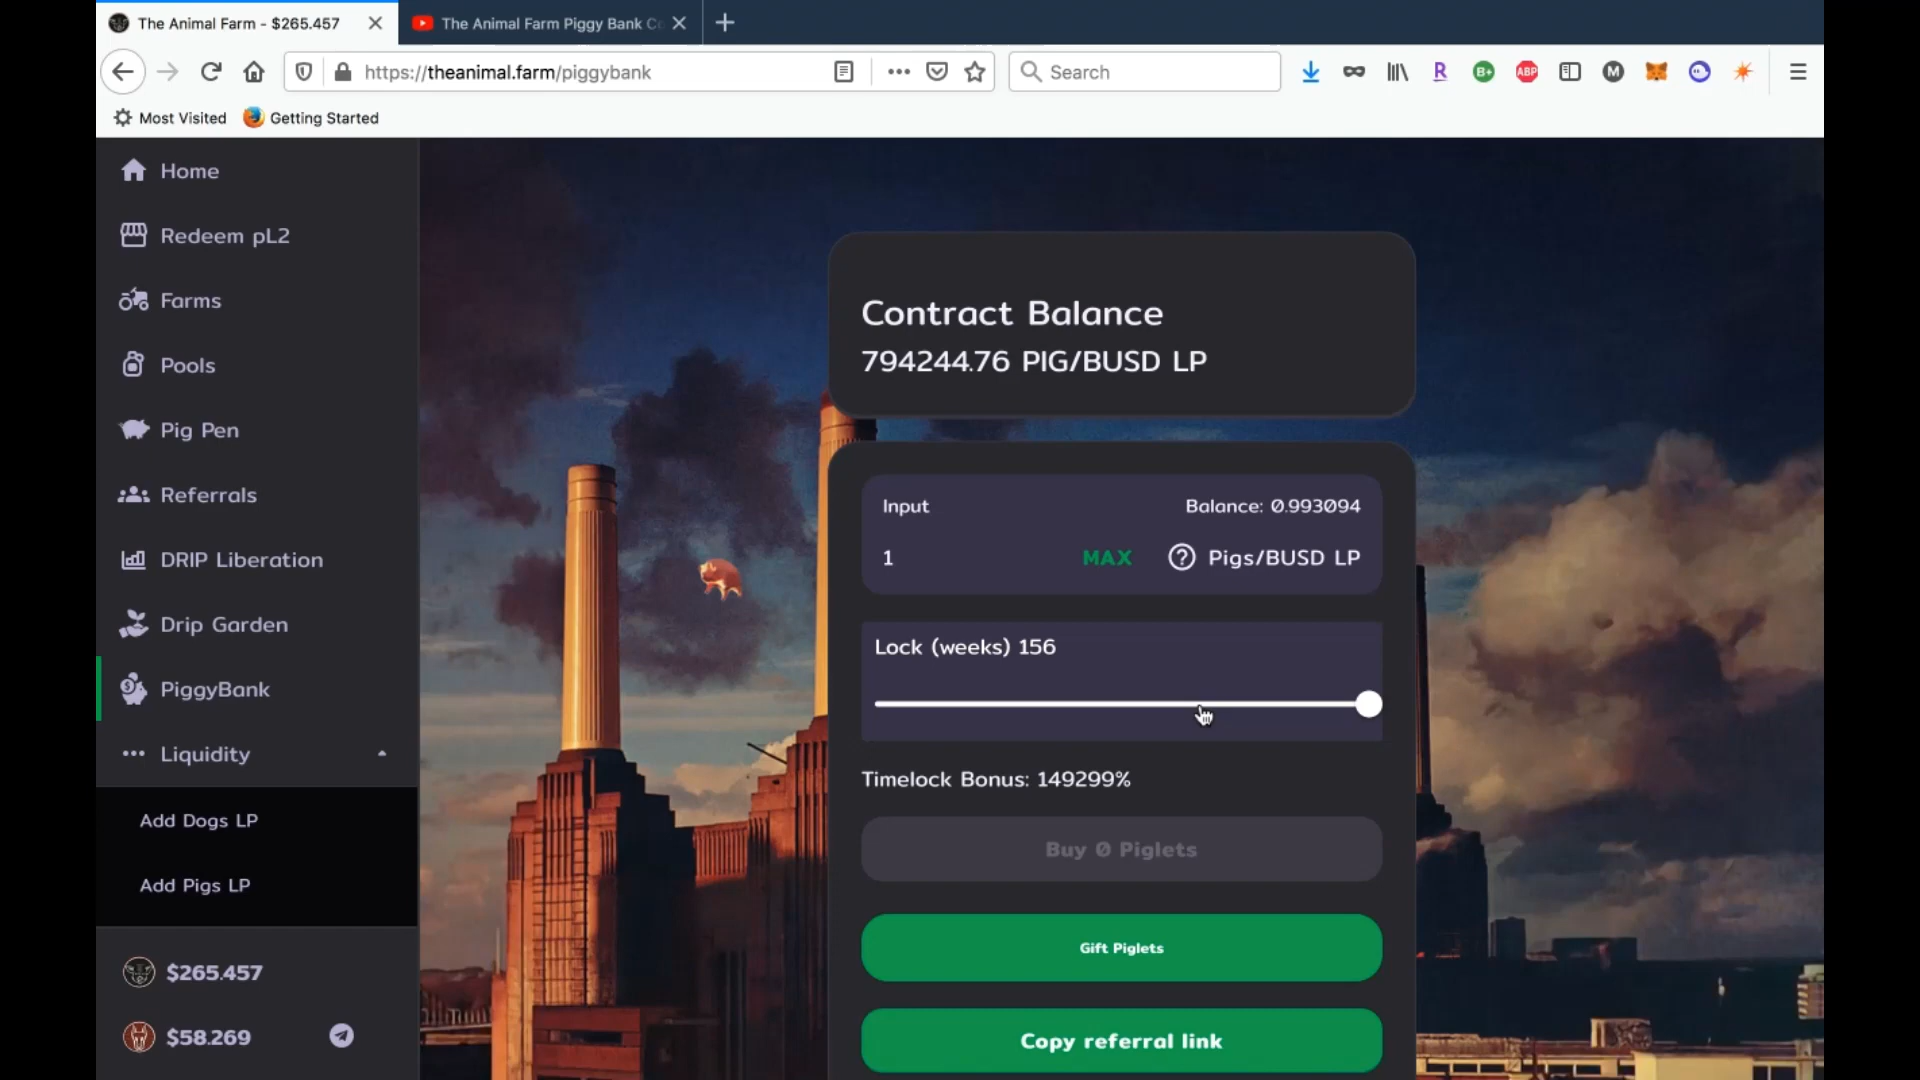 The Animal Farm - $265.457
The Animal Farm Piggy Bank Co
https://theanimal.farm/piggybank
Search
R
B+
ABP
M
Most Visited
Getting Started
Home
Redeem pL2
Farms
Pools
Pig Pen
Referrals
DRIP Liberation
Drip Garden
PiggyBank
Liquidity
Add Dogs LP
Add Pigs LP
$265.457
$58.269
Contract Balance
794244.76 PIG/BUSD LP
Input
Balance: 0.993094
1
MAX
Pigs/BUSD LP
Lock (weeks) 156
Timelock Bonus: 149299%
Buy 0 Piglets
Gift Piglets
Copy referral link